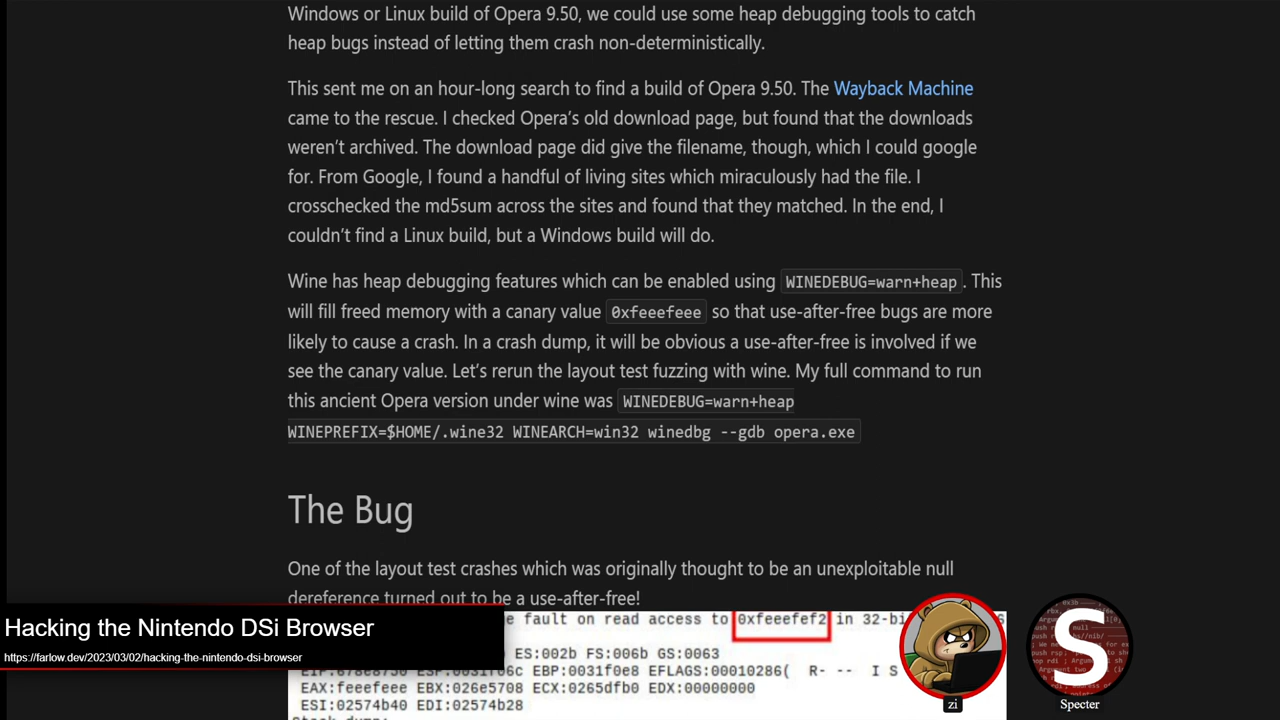 Windows or Linux build of Opera 9.50, we could use some heap debugging tools to catch
heap bugs instead of letting them crash non-deterministically.
This sent me on an hour-long search to find a build of Opera 9.50. The Wayback Machine
came to the rescue. I checked Opera’s old download page, but found that the downloads
weren’t archived. The download page did give the filename, though, which I could google
for. From Google, I found a handful of living sites which miraculously had the file. I
crosschecked the md5sum across the sites and found that they matched. In the end, I
couldn’t find a Linux build, but a Windows build will do.
Wine has heap debugging features which can be enabled using WINEDEBUG=warn+heap. This
will fill freed memory with a canary value 0xfeeefeee so that use-after-free bugs are more
likely to cause a crash. In a crash dump, it will be obvious a use-after-free is involved if we
see the canary value. Let’s rerun the layout test fuzzing with wine. My full command to run
this ancient Opera version under wine was WINEDEBUG=warn+heap
WINEPREFIX=$HOME/.wine32 WINEARCH=win32 winedbg --gdb opera.exe
The Bug
One of the layout test crashes which was originally thought to be an unexploitable null
dereference turned out to be a use-after-free!
fault on read access to 0xfeeefef2 in 32-bi
ES:002b FS:006b GS:0063
EBP:0031f0e8 EFLAGS:00010286( R- -- I S
EAX:feeefeee EBX:026e5708 ECX:0265dfb0 EDX:00000000
ESI:02574b40 EDI:02574b28
Hacking the Nintendo DSi Browser
https://farlow.dev/2023/03/02/hacking-the-nintendo-dsi-browser
zi
S
Specter